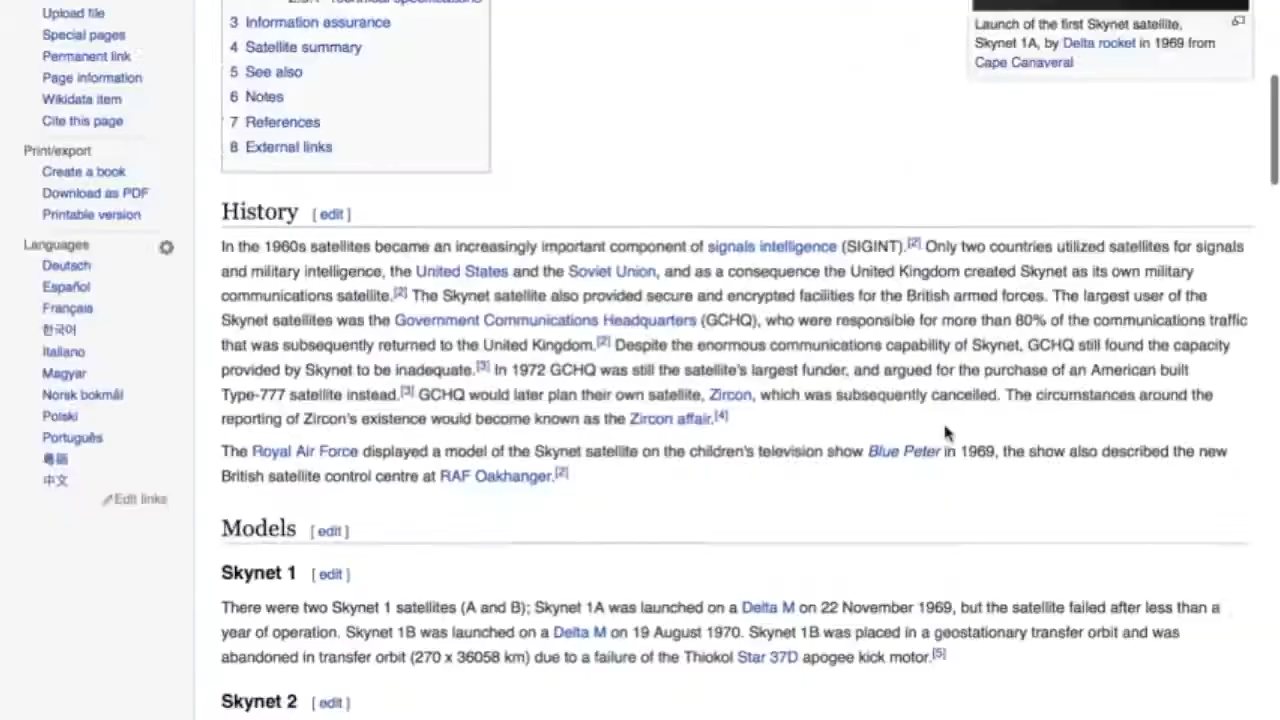 Upload file
Special pages
Permanent link
Page information
Wikidata item
Cite this page
Print/export
Create a book
Download as PDF
Printable version
Languages
Deutsch
Español
Français
한국어
Italiano
Magyar
Norsk bokmål
Polski
Português
粵語
中文
Edit links
3 Information assurance
4 Satellite summary
5 See also
6 Notes
7 References
8 External links
Launch of the first Skynet satellite,
Skynet 1A, by Delta rocket in 1969 from
Cape Canaveral
History [ edit ]
In the 1960s satellites became an increasingly important component of signals intelligence (SIGINT).[2] Only two countries utilized satellites for signals
and military intelligence, the United States and the Soviet Union, and as a consequence the United Kingdom created Skynet as its own military
communications satellite.[2] The Skynet satellite also provided secure and encrypted facilities for the British armed forces. The largest user of the
Skynet satellites was the Government Communications Headquarters (GCHQ), who were responsible for more than 80% of the communications traffic
that was subsequently returned to the United Kingdom.[2] Despite the enormous communications capability of Skynet, GCHQ still found the capacity
provided by Skynet to be inadequate.[3] In 1972 GCHQ was still the satellite's largest funder, and argued for the purchase of an American built
Type-777 satellite instead.[3] GCHQ would later plan their own satellite, Zircon, which was subsequently cancelled. The circumstances around the
reporting of Zircon's existence would become known as the Zircon affair.[4]
The Royal Air Force displayed a model of the Skynet satellite on the children's television show Blue Peter in 1969, the show also described the new
British satellite control centre at RAF Oakhanger.[2]
Models [ edit ]
Skynet 1 [ edit ]
There were two Skynet 1 satellites (A and B); Skynet 1A was launched on a Delta M on 22 November 1969, but the satellite failed after less than a
year of operation. Skynet 1B was launched on a Delta M on 19 August 1970. Skynet 1B was placed in a geostationary transfer orbit and was
abandoned in transfer orbit (270 x 36058 km) due to a failure of the Thiokol Star 37D apogee kick motor.[5]
Skynet 2 [ edit ]